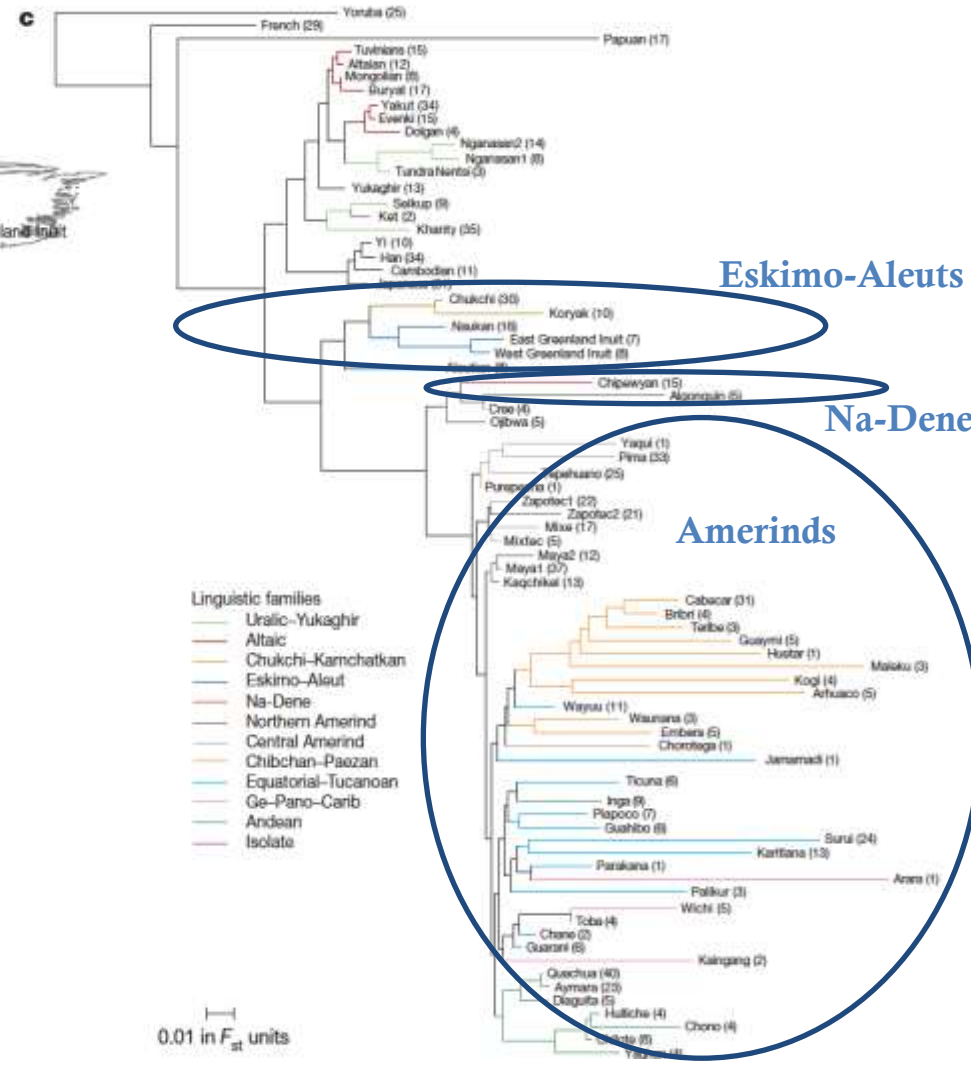 c
Yoruba (25)
French (29)
Papuan (17)
Tuvinians (15)
Altaian (12)
Mongolian (8)
Buryat (17)
Yakut (34)
Evenki (15)
Dolgan (4)
Nganasan2 (14)
Nganasan1 (8)
Tundra Nentsi (3)
Yukaghir (13)
Selkup (9)
Ket (2)
Khanty (35)
Yi (10)
Han (34)
Cambodian (11)
Eskimo-Aleuts
Chukchi (30)
Koryak (10)
Naukan (16)
East Greenland Inuit (7)
West Greenland Inuit (8)
Chipewyan (15)
Algonquin (5)
Cree (4)
Ojibwa (5)
Na-Dene
Yaqui (1)
Pima (33)
Tepehuano (25)
(1)
Zapotec1 (22)
Zapotec2 (21)
Mixe (17)
Mixtec (5)
Maya2 (12)
Maya1 (37)
Kaqchikel (13)
Amerinds
Cabecar (31)
Bribri (4)
Teribe (3)
Guaymi (5)
Huetar (1)
Maleku (3)
Kogi (4)
Arhuaco (5)
Wayuu (11)
Waunana (3)
Embera (5)
Chorotega (1)
Jamamadi (1)
Ticuna (6)
Inga (9)
Piapoco (7)
Guahibo (6)
Surui (24)
Karitiana (13)
Parakana (1)
Arara (1)
Palikur (3)
Wichi (5)
Toba (4)
Chane (2)
Guarani (6)
Kaingang (2)
Quechua (40)
Aymara (23)
Diaguita (5)
Hulliche (4)
Chono (4)
Chilote (8)
Linguistic families
Uralic–Yukaghir
Altaic
Chukchi–Kamchatkan
Eskimo–Aleut
Na-Dene
Northern Amerind
Central Amerind
Chibchan–Paezan
Equatorial–Tucanoan
Ge–Pano–Carib
Andean
Isolate
0.01 in Fst units